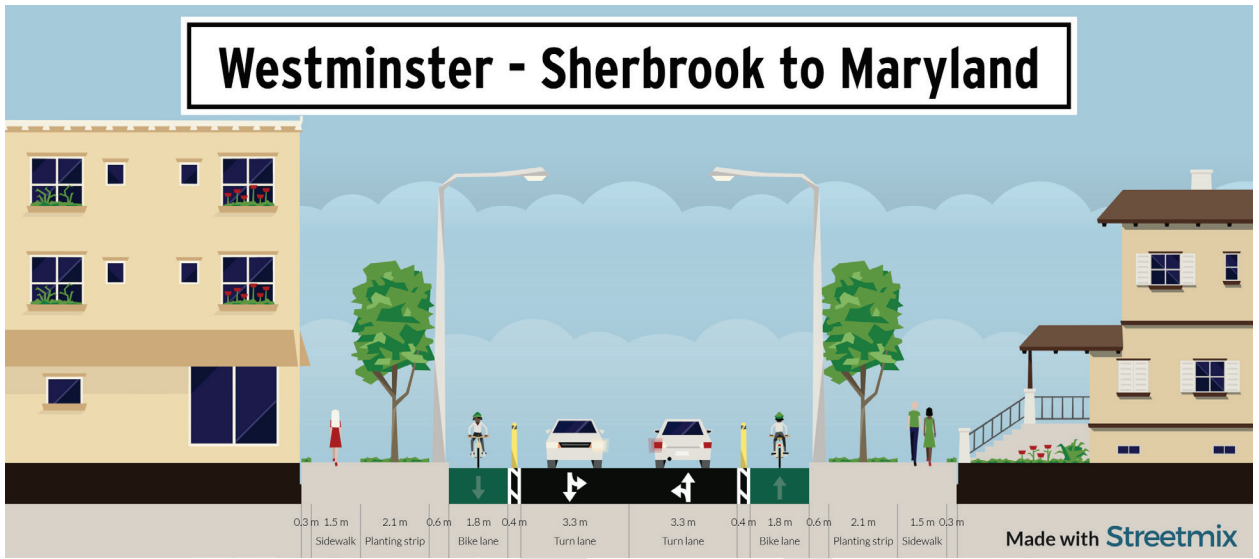 Westminster - Sherbrook to Maryland
0.3 m 1.5 m 2.1 m 0.6 m 1.8 m 0.4 m 3.3 m 3.3 m 0.4 m 1.8 m 0.6 m 2.1 m 1.5 m 0.3 m
Sidewalk Planting strip Bike lane Turn lane Turn lane Bike lane Planting strip Sidewalk
Made with Streetmix